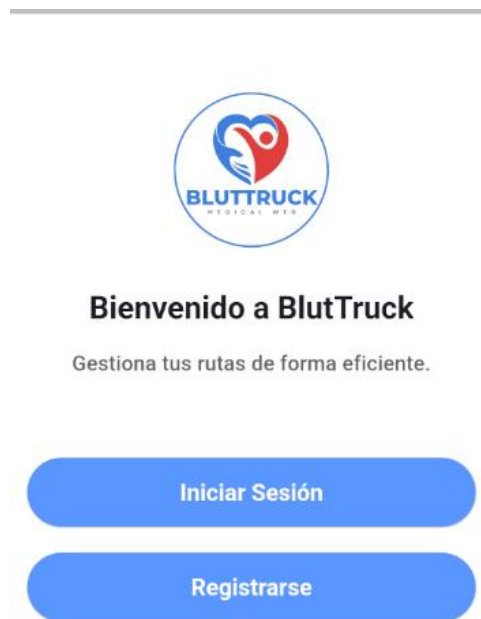 BLUTTRUCK
MEDICAL WEB
Bienvenido a BlutTruck
Gestiona tus rutas de forma eficiente.
Iniciar Sesión
Registrarse